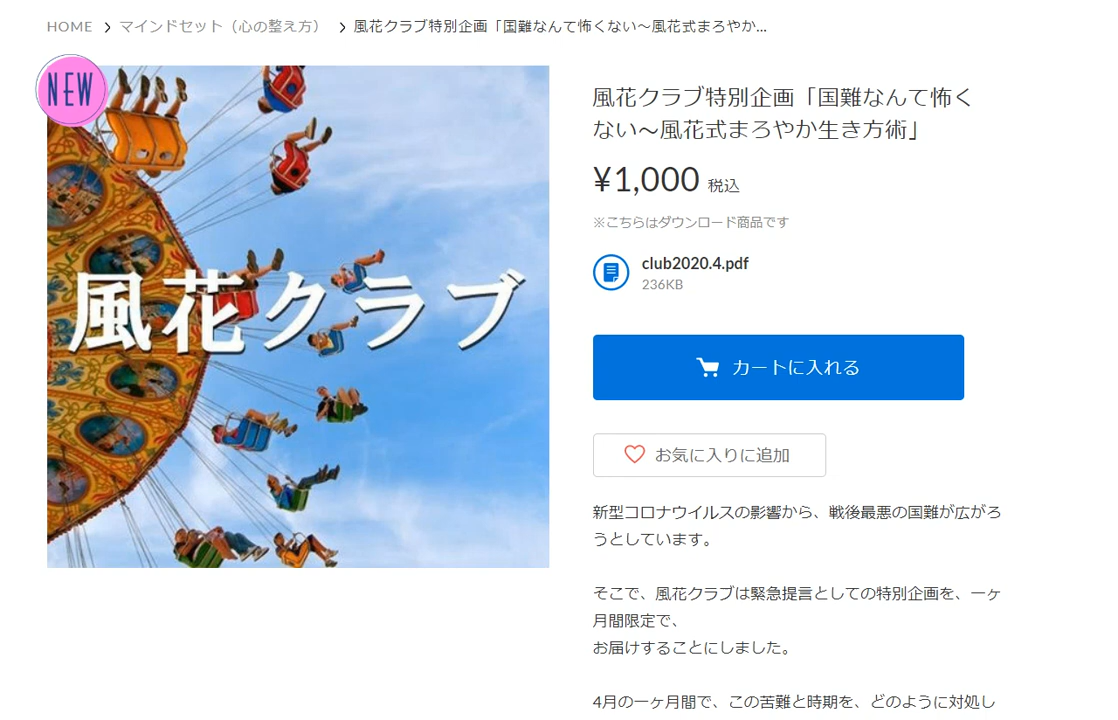 HOME > マインドセット（心の整え方） > 風花クラブ特別企画「国難なんて怖くない～風花式まろやか...
NEW
風花クラブ
風花クラブ特別企画「国難なんて怖く
ない～風花式まろやか生き方術」
¥1,000 税込
※こちらはダウンロード商品です
club2020.4.pdf
236KB
カートに入れる
お気に入りに追加
新型コロナウイルスの影響から、戦後最悪の国難が広がろ
うとしています。
そこで、風花クラブは緊急提言としての特別企画を、一ヶ
月間限定で、
お届けすることにしました。
4月の一ヶ月間で、この苦難と時期を、どのように対処し